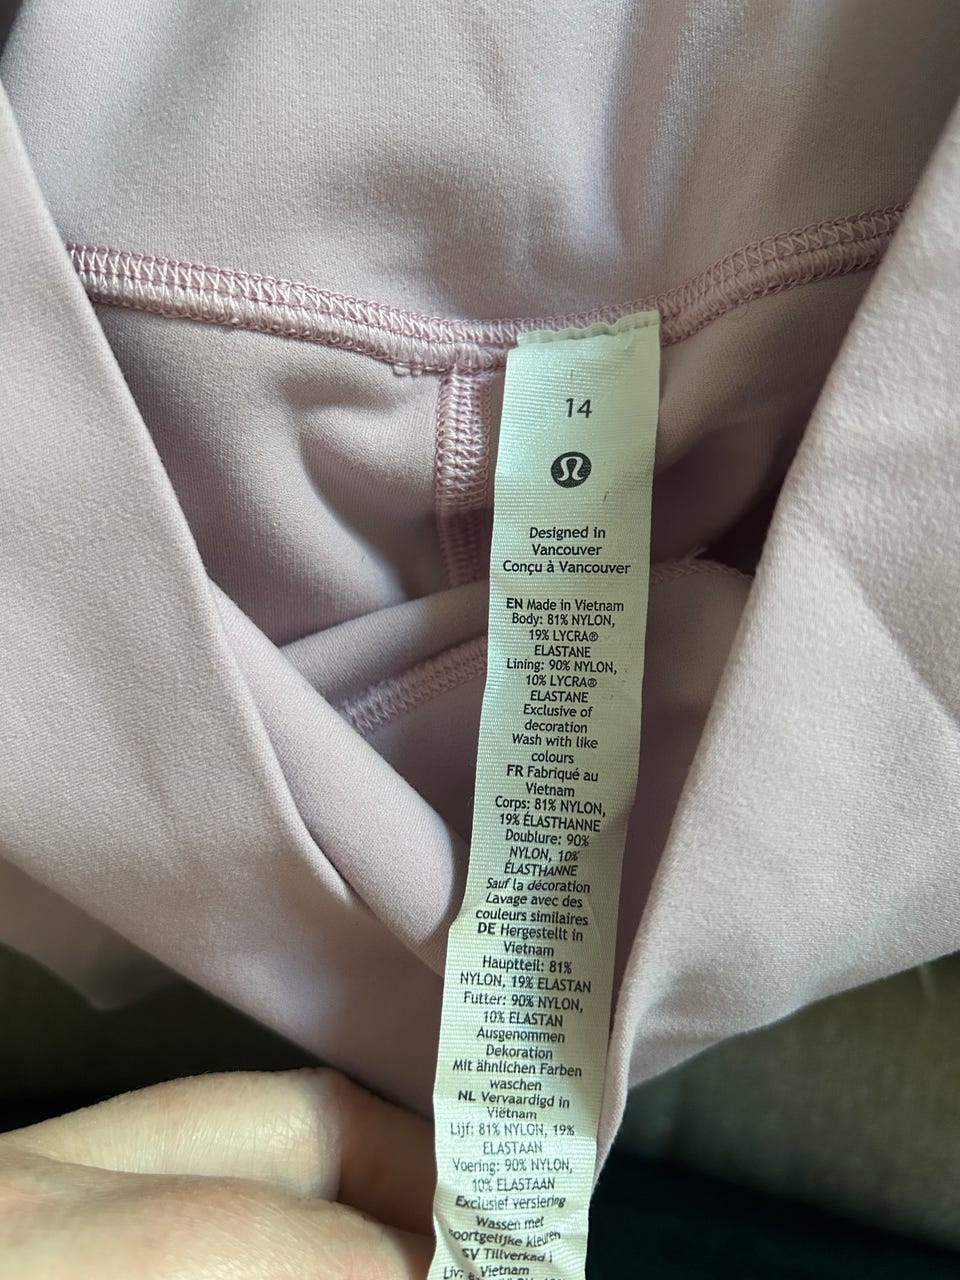 14
Designed in
Vancouver
Conçu à Vancouver
EN Made in Vietnam
Body: 81% NYLON,
19% LYCRA®
ELASTANE
Lining: 90% NYLON,
10% LYCRA®
ELASTANE
Exclusive of
decoration
Wash with like
colours
FR Fabriqué au
Vietnam
Corps: 81% NYLON,
19% ÉLASTHANNE
Doublure: 90%
NYLON, 10%
ÉLASTHANNE
Sauf la décoration
Lavage avec des
couleurs similaires
DE Hergestellt in
Vietnam
Hauptteil: 81%
NYLON, 19% ELASTAN
Futter: 90% NYLON,
10% ELASTAN
Ausgenommen
Dekoration
Mit ähnlichen Farben
waschen
NL Vervaardigd in
Viëtnam
Lijf: 81% NYLON, 19%
ELASTAAN
Voering: 90% NYLON,
10% ELASTAAN
Exclusief versiering
Wassen met
soortgelijke kleuren
SV Tillverkad i
Vietnam
Liv: